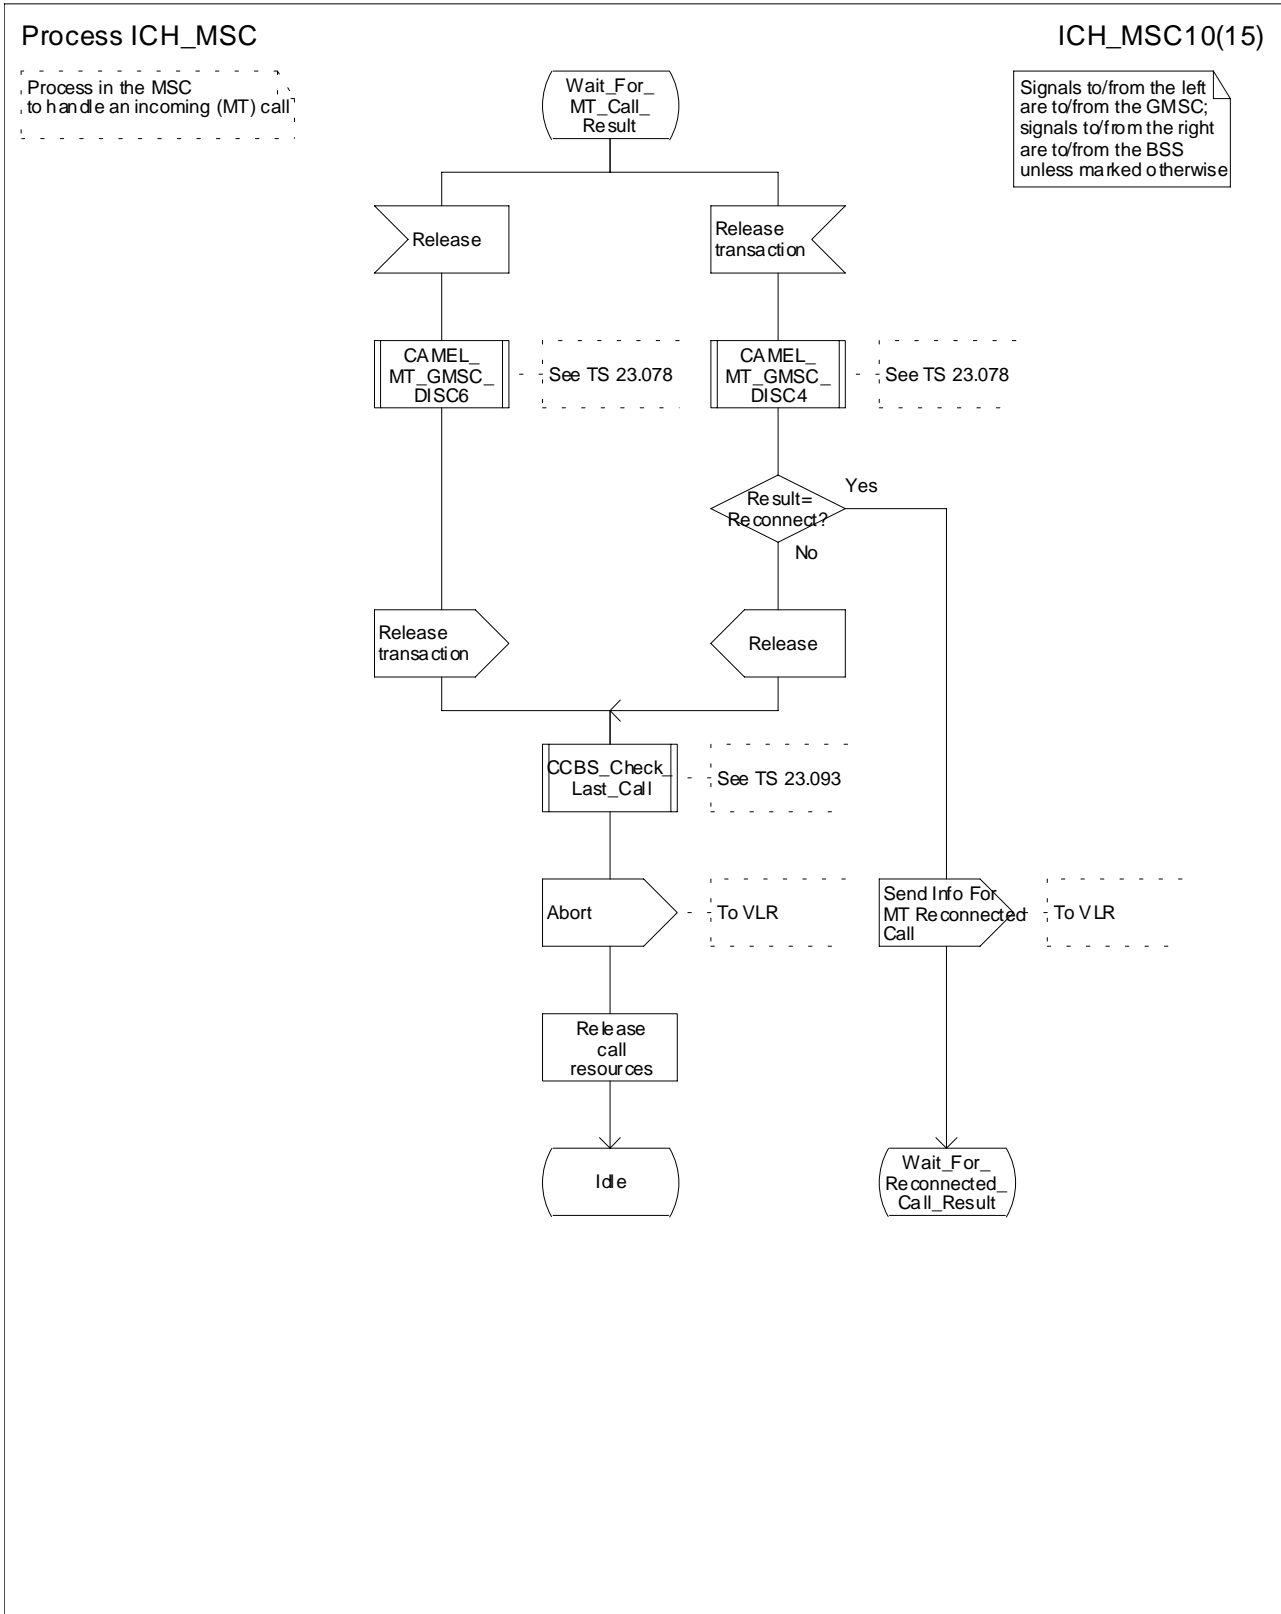 Process ICH_MSC
ICH_MSC10(15)
Process in the MSC
to handle an incoming (MT) call
Wait_For_
MT_Call_
Result
Signals to/from the left
are to/from the GMSC;
signals to/from the right
are to/from the BSS
unless marked otherwise
Release
Release
transaction
CAMEL_
MT_GMSC_
DISC6
See TS 23.078
CAMEL_
MT_GMSC_
DISC4
See TS 23.078
Result=
Reconnect?
Yes
No
Release
transaction
Release
CCBS_Check_
Last_Call
See TS 23.093
Abort
To VLR
Send Info For
MT Reconnected
Call
To VLR
Release
call
resources
Idle
Wait_For_
Reconnected_
Call_Result